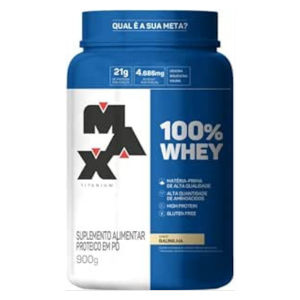 QUAL É A SUA META?
21g
4.686mg
MAX
TITANIUM
100%
WHEY
MATÉRIA-PRIMA
DE ALTA QUALIDADE
ALTA QUANTIDADE
DE AMINOÁCIDOS
HIGH PROTEIN
GLUTEN FREE
SUPLEMENTO ALIMENTAR
PROTEICO EM PÓ
900g
BAUNILHA